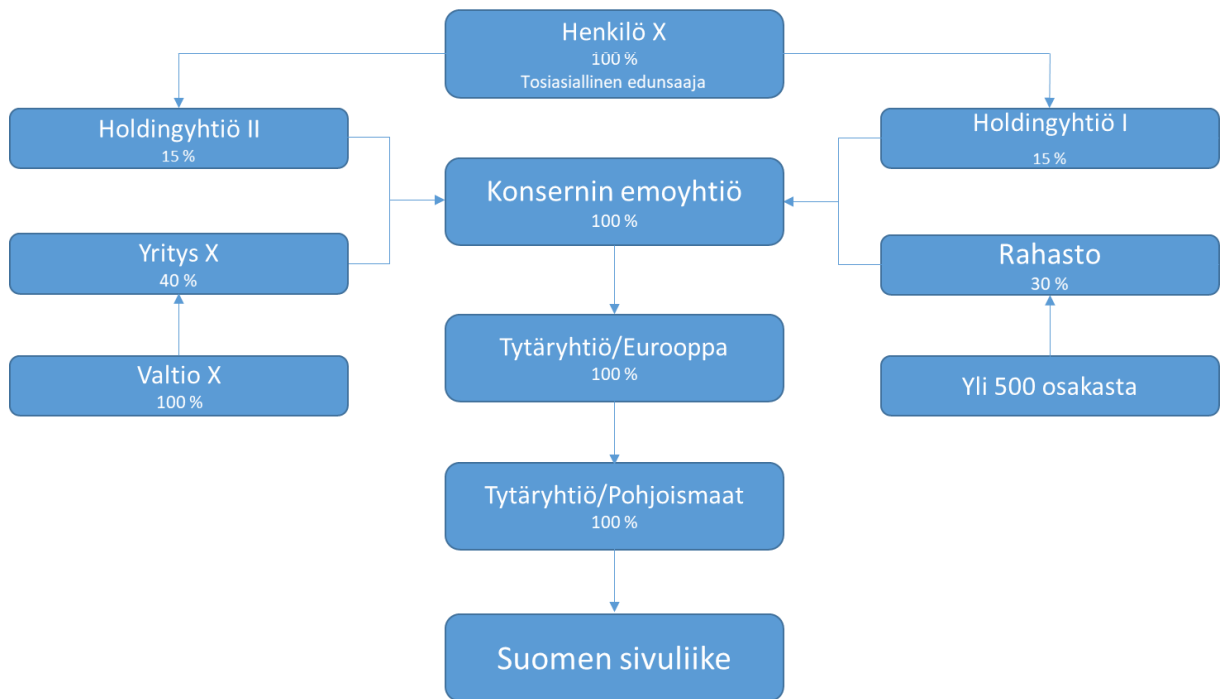 Henkilö X
100 %
Tosiasiallinen edunsaaja
Holdingyhtiö II
15 %
Holdingyhtiö I
15 %
Konsernin emoyhtiö
100 %
Yritys X
40 %
Rahasto
30 %
Tytäryhtiö/Eurooppa
100 %
Valtio X
100 %
Yli 500 osakasta
Tytäryhtiö/Pohjoismaat
100 %
Suomen sivuliike